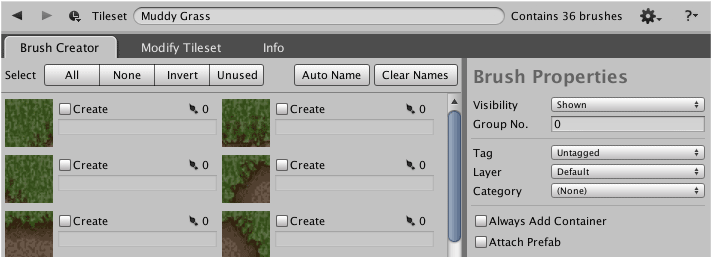 Tileset Muddy Grass Contains 36 brushes
Brush Creator Modify Tileset Info
Select All None Invert Unused Auto Name Clear Names
Create 0 Create 0
Create 0 Create 0
Create 0 Create 0
Brush Properties
Visibility Shown
Group No. 0
Tag Untagged
Layer Default
Category (None)
Always Add Container
Attach Prefab